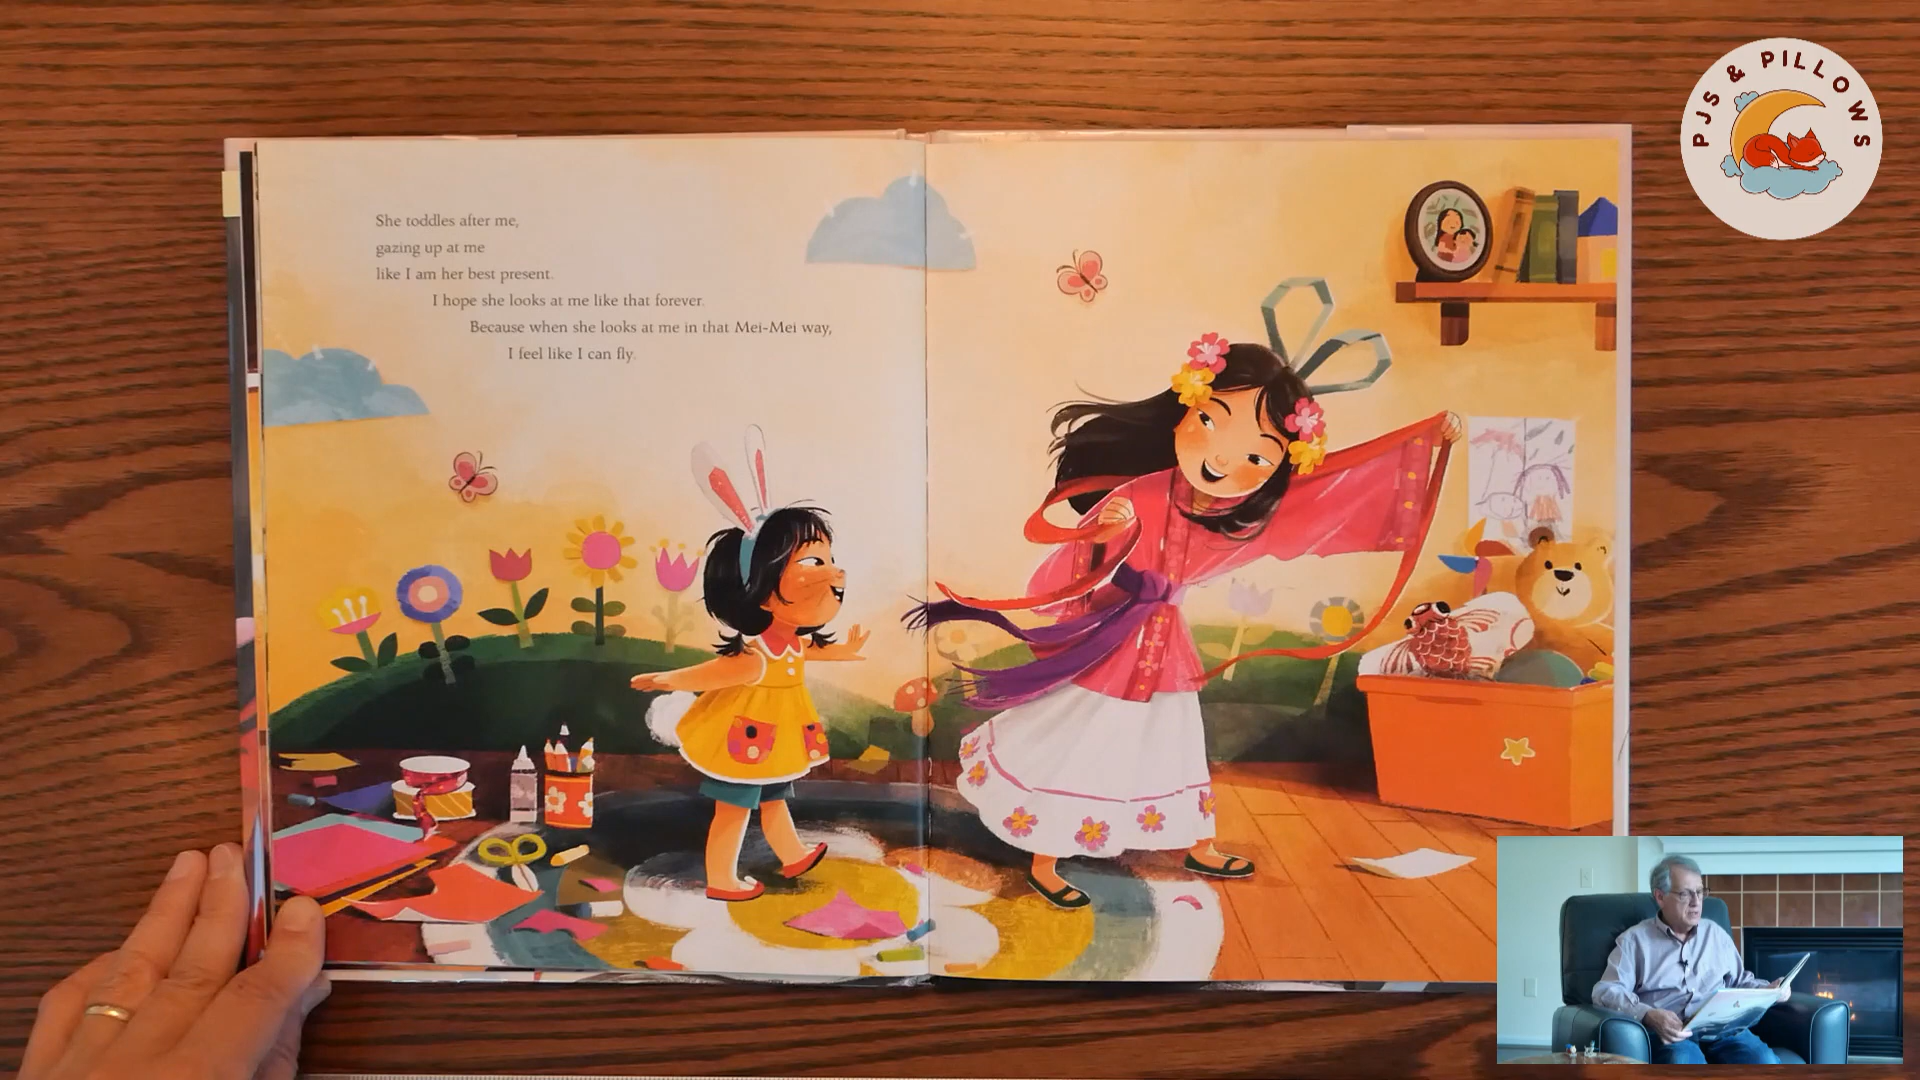 She toddles after me,
gazing up at me
like I am her best present.
I hope she looks at me like that forever.
Because when she looks at me in that Mei-Mei way,
I feel like I can fly.
PJS & PILLOWS